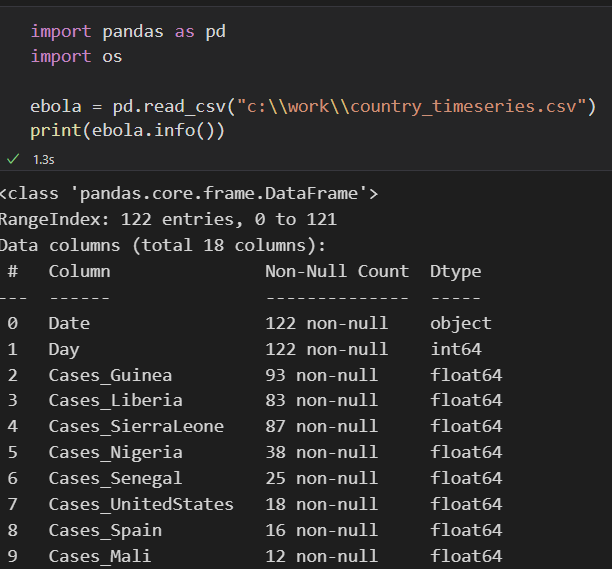 import pandas as pd
import os
ebola = pd.read_csv("c:\\work\\country_timeseries.csv")
print(ebola.info())
1.3s
<class 'pandas.core.frame.DataFrame'>
RangeIndex: 122 entries, 0 to 121
Data columns (total 18 columns):
 #   Column              Non-Null Count  Dtype
---  ------              --------------  -----
 0   Date                122 non-null    object
 1   Day                 122 non-null    int64
 2   Cases_Guinea        93 non-null     float64
 3   Cases_Liberia       83 non-null     float64
 4   Cases_SierraLeone   87 non-null     float64
 5   Cases_Nigeria       38 non-null     float64
 6   Cases_Senegal       25 non-null     float64
 7   Cases_UnitedStates  18 non-null     float64
 8   Cases_Spain         16 non-null     float64
 9   Cases_Mali          12 non-null     float64